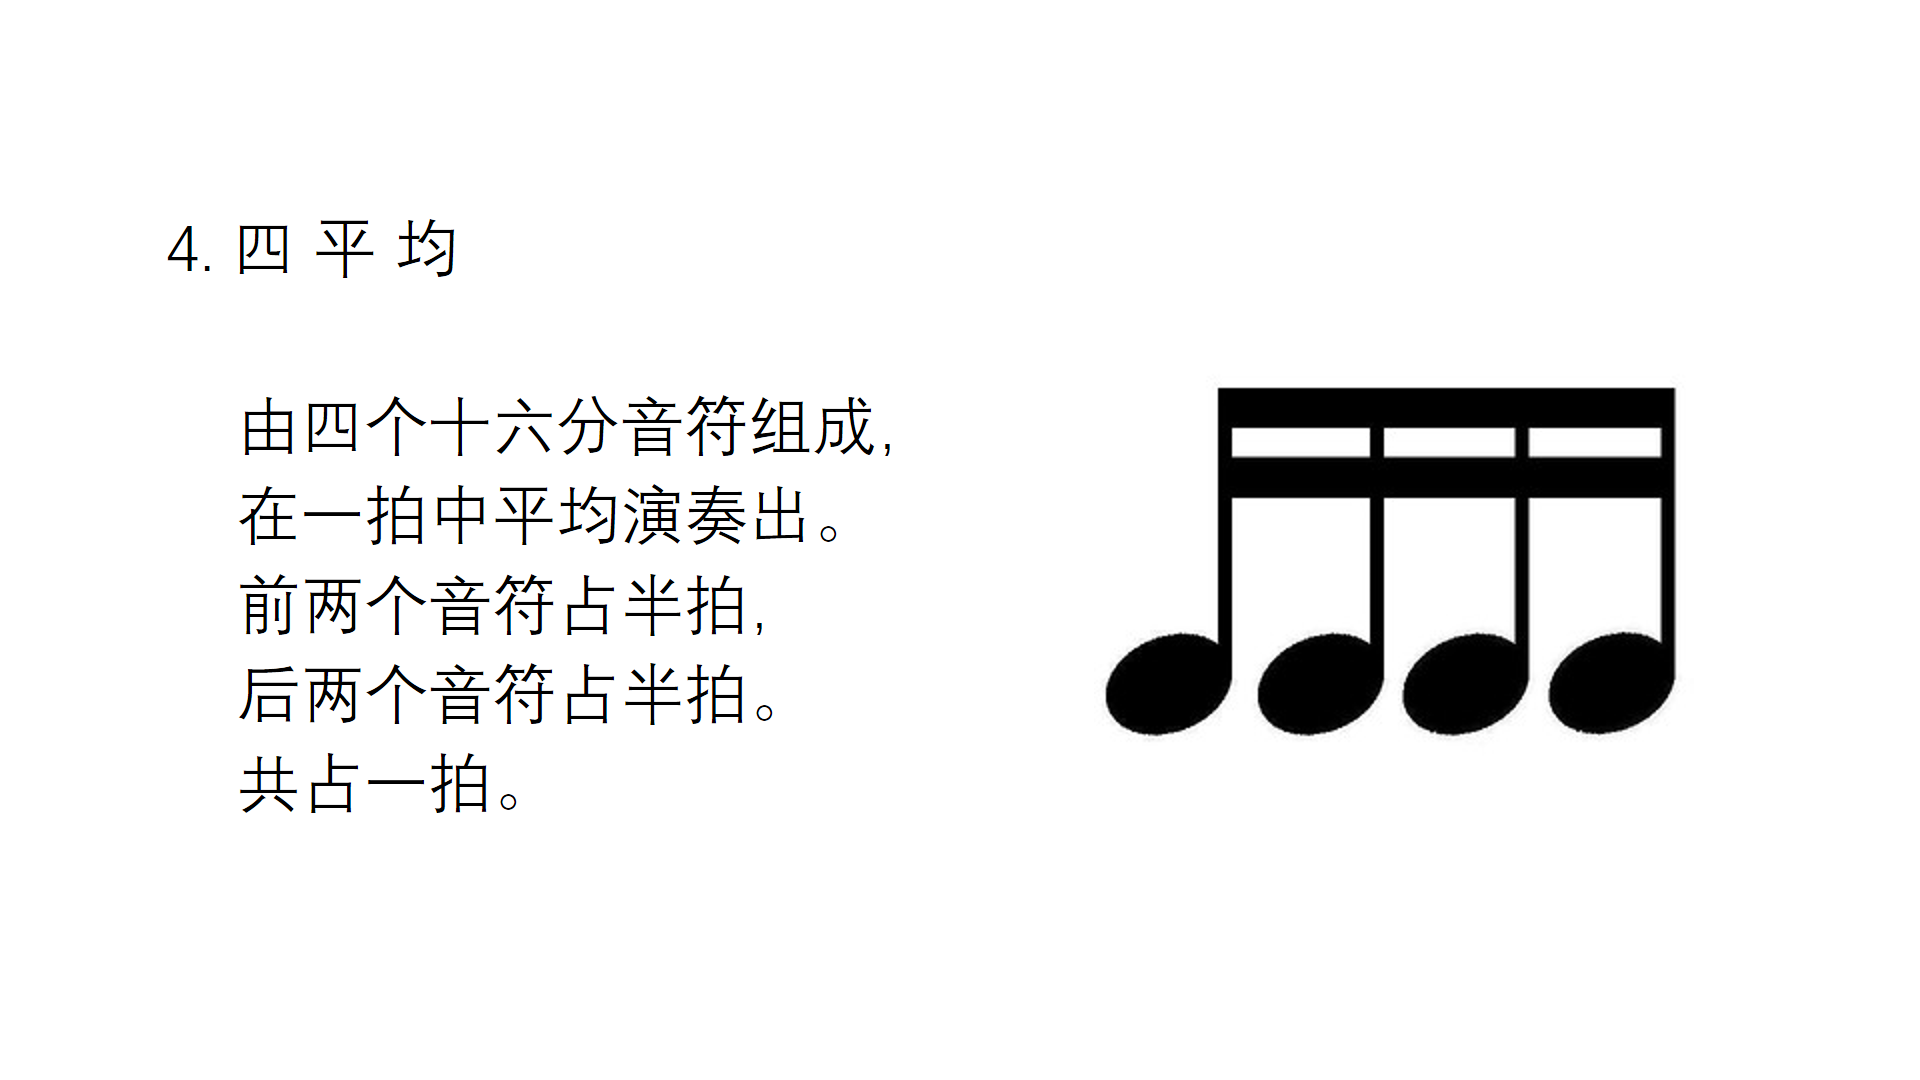 4. 四 平 均
由四个十六分音符组成,
在一拍中平均演奏出。
前两个音符占半拍,
后两个音符占半拍。
共占一拍。